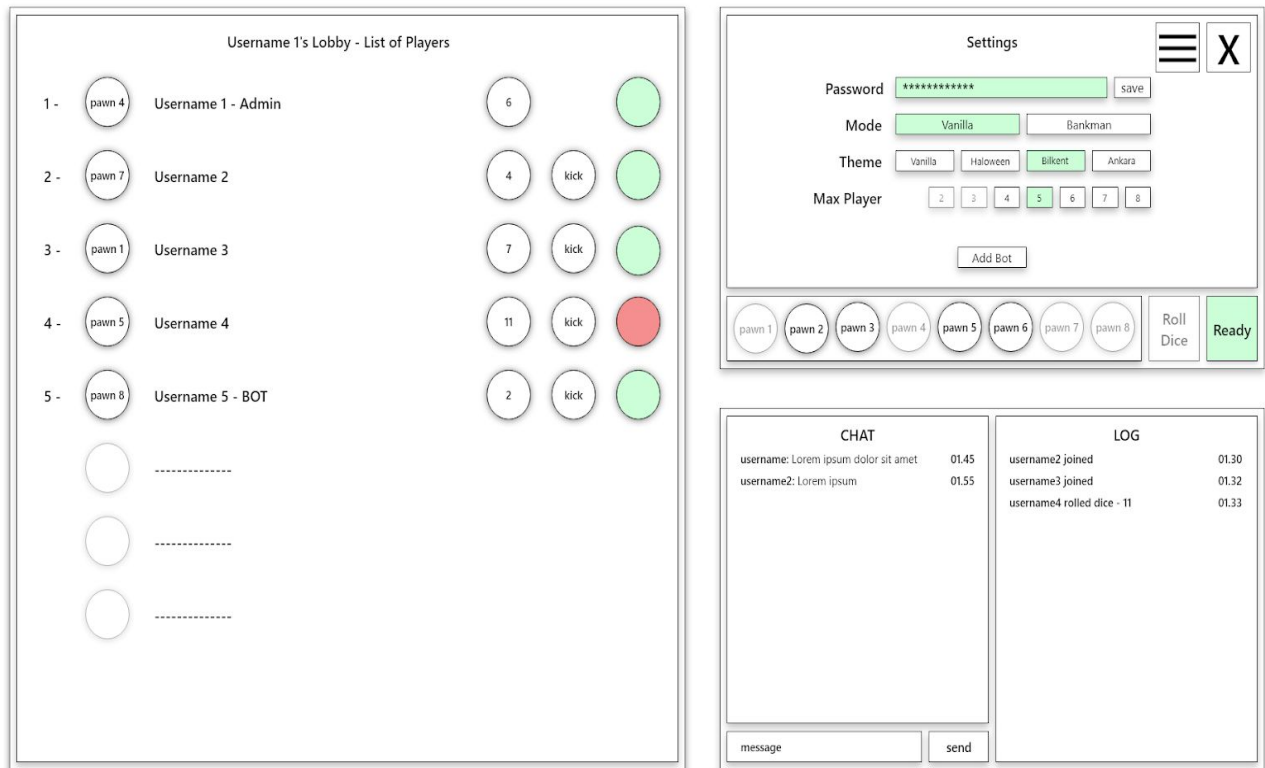 Username 1's Lobby - List of Players
1 - pawn 4 Username 1 - Admin 6
2 - pawn 7 Username 2 4 kick
3 - pawn 1 Username 3 7 kick
4 - pawn 5 Username 4 11 kick
5 - pawn 8 Username 5 - BOT 2 kick
--------------
--------------
--------------
Settings
X
Password ************ save
Mode Vanilla Bankman
Theme Vanilla Haloween Bilkent Ankara
Max Player 2 3 4 5 6 7 8
Add Bot
pawn 1 pawn 2 pawn 3 pawn 4 pawn 5 pawn 6 pawn 7 pawn 8
Roll
Dice
Ready
CHAT
username: Lorem ipsum dolor sit amet 01.45
username2: Lorem ipsum 01.55
message send
LOG
username2 joined 01.30
username3 joined 01.32
username4 rolled dice - 11 01.33